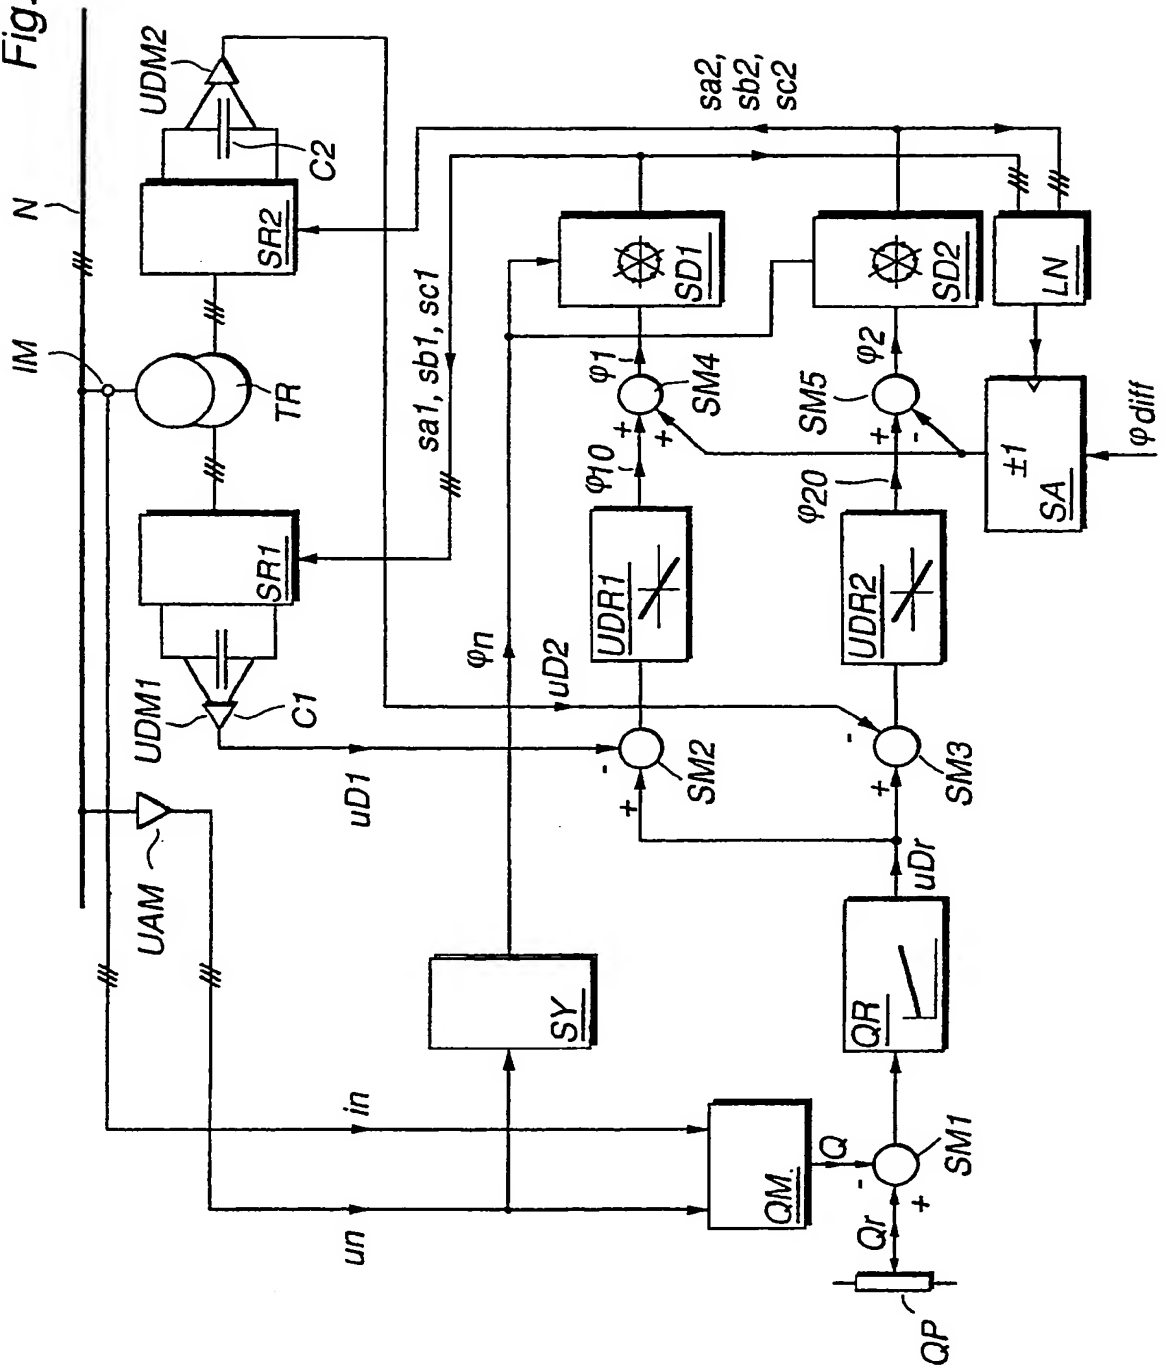 Fig.
N
IM
UAM
UDM1
C1
SR1
TR
SR2
C2
UDM2
un
in
uD1
sa1, sb1, sc1
SY
φn
uD2
sa2,
sb2,
sc2
QM.
SM2
-
+
UDR1
φ10
+
+
φ1
SM4
SD1
QP
Qr
+
-
Q
SM1
QR
uDr
+
-
SM3
UDR2
φ20
+
-
SM5
φ2
SD2
±1
SA
LN
φdiff